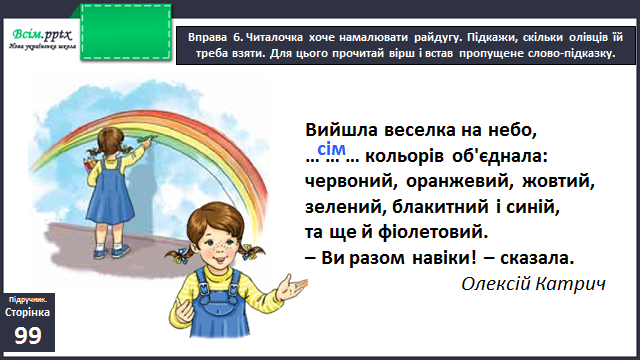 Всім.pptx
Нова українська школа
Вправа 6. Читалочка хоче намалювати райдугу. Підкажи, скільки олівців їй
треба взяти. Для цього прочитай вірш і встав пропущене слово-підказку.
Вийшла веселка на небо,
… сім … кольорів об'єднала:
червоний, оранжевий, жовтий,
зелений, блакитний і синій,
та ще й фіолетовий.
– Ви разом навіки! – сказала.
Олексій Катрич
Підручник.
Сторінка
99